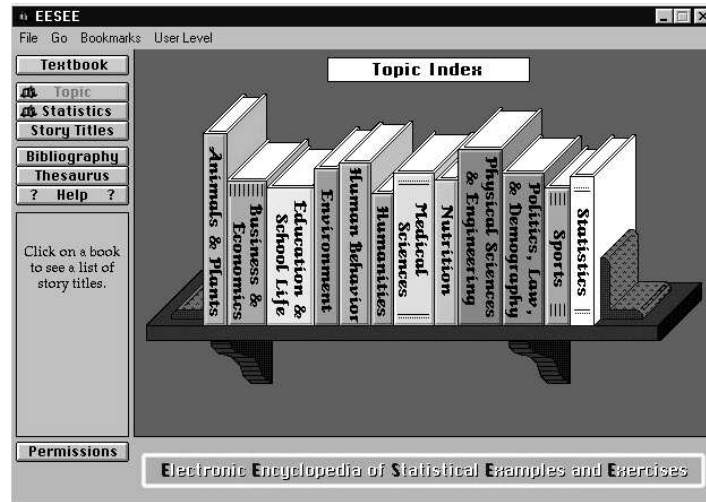 EESEE
File Go Bookmarks User Level
Textbook
Topic
Statistics
Story Titles
Bibliography
Thesaurus
? Help ?
Click on a book
to see a list of
story titles.
Permissions
Topic Index
Animals & Plants
Business &
Economics
Education &
School Life
Environment
Human Behavior
Humanities
Medical
Sciences
Nutrition
Physical Sciences
& Engineering
Politics, Law,
& Demography
Sports
Statistics
Electronic Encyclopedia of Statistical Examples and Exercises